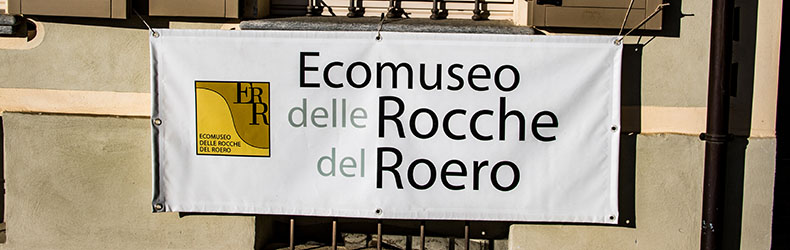 ER
R
ECOMUSEO
DELLE ROCCHE
DEL ROERO
Ecomuseo
delle Rocche
del Roero